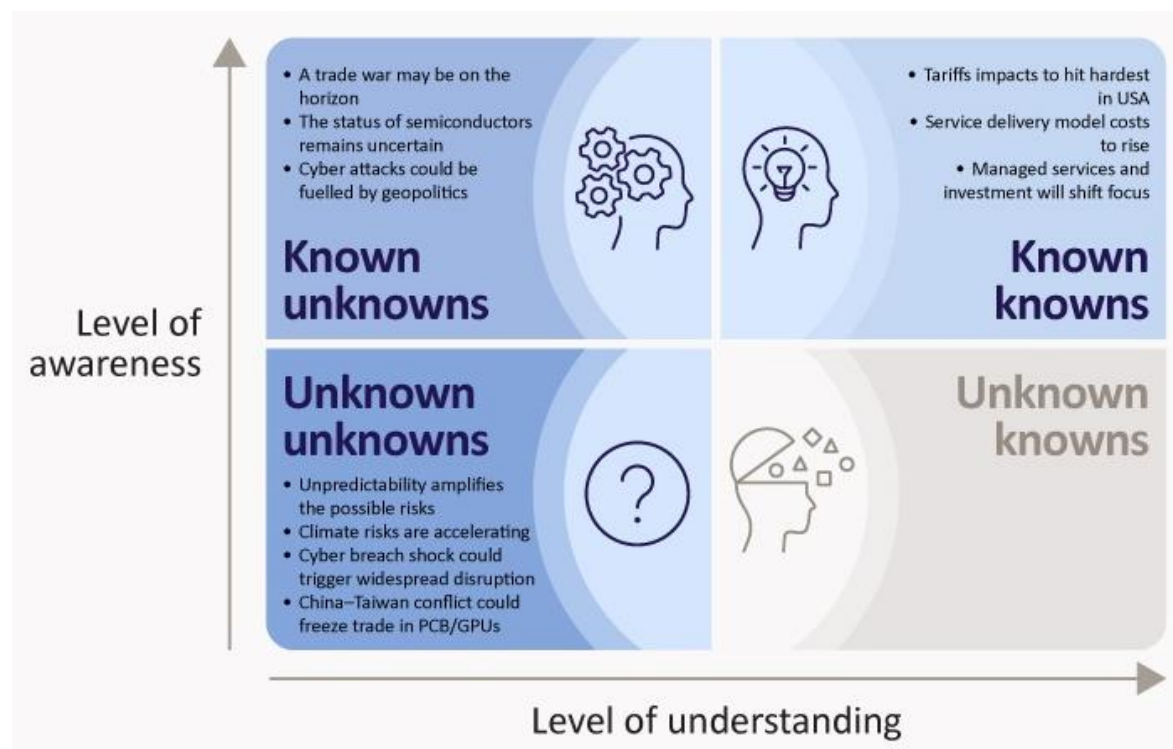 • A trade war may be on the
horizon
• The status of semiconductors
remains uncertain
• Cyber attacks could be
fuelled by geopolitics
Known
unknowns
• Tariffs impacts to hit hardest
in USA
• Service delivery model costs
to rise
• Managed services and
investment will shift focus
Known
knowns
Level of
awareness
Unknown
unknowns
• Unpredictability amplifies
the possible risks
• Climate risks are accelerating
• Cyber breach shock could
trigger widespread disruption
• China–Taiwan conflict could
freeze trade in PCB/GPUs
?
Unknown
knowns
Level of understanding